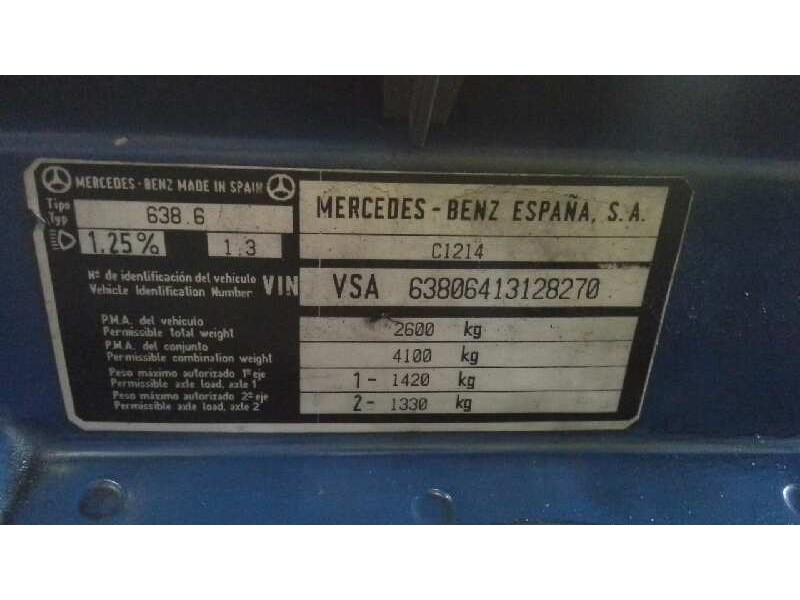 MERCEDES-BENZ MADE IN SPAIN
Tipo
Typ 638.6
1.25% 1.3
MERCEDES-BENZ ESPAÑA, S.A.
C1214
Nº de identificación del vehículo
Vehicle Identification Number VIN VSA 63806413128270
P.M.A. del vehículo
Permissible total weight 2600 kg
P.M.A. del conjunto
Permissible combination weight 4100 kg
Peso máximo autorizado 1er eje
Permissible axle load, axle 1 1- 1420 kg
Peso máximo autorizado 2º eje
Permissible axle load, axle 2 2- 1330 kg